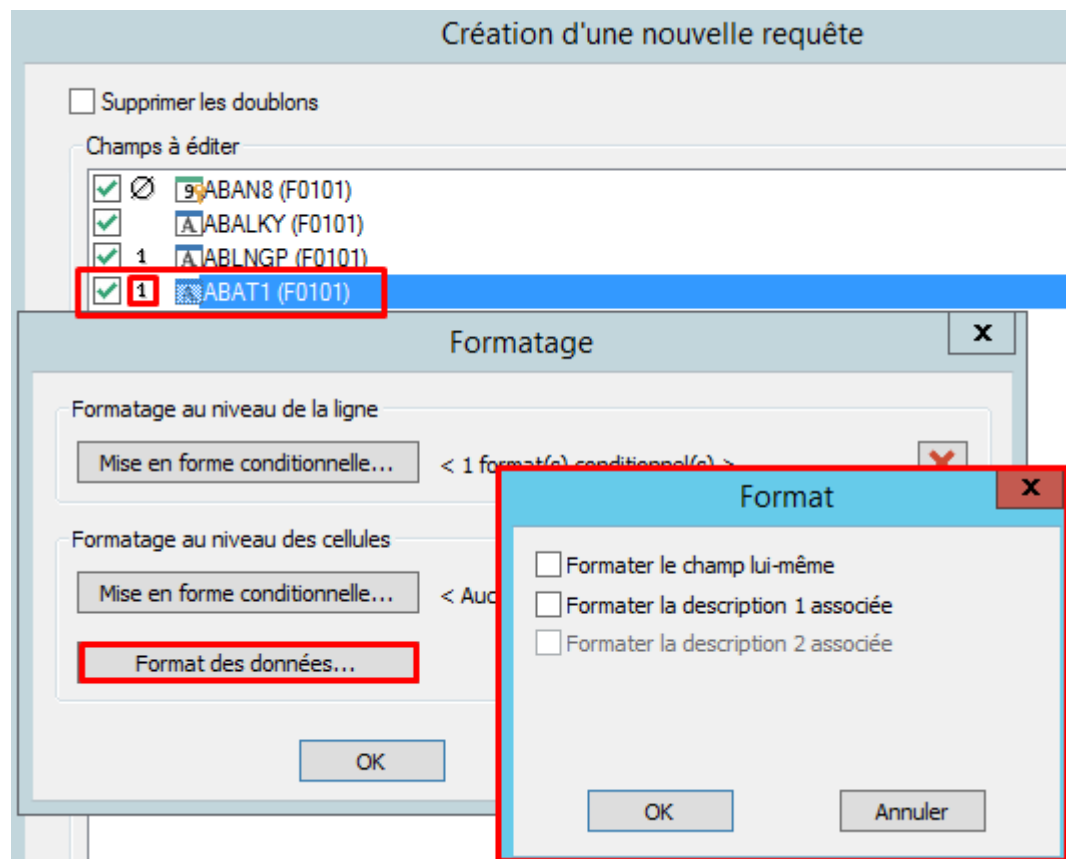 Création d'une nouvelle requête
Supprimer les doublons
Champs à éditer
9 ABAN8 (F0101)
A ABALKY (F0101)
1 A ABLNGP (F0101)
1 A ABAT1 (F0101)
Formatage
x
Formatage au niveau de la ligne
Mise en forme conditionnelle... < 1 format(s) conditionnel(s) >
Format
x
Formatage au niveau des cellules
Formater le champ lui-même
Mise en forme conditionnelle... < Auc
Formater la description 1 associée
Formater la description 2 associée
Format des données...
OK
OK
Annuler